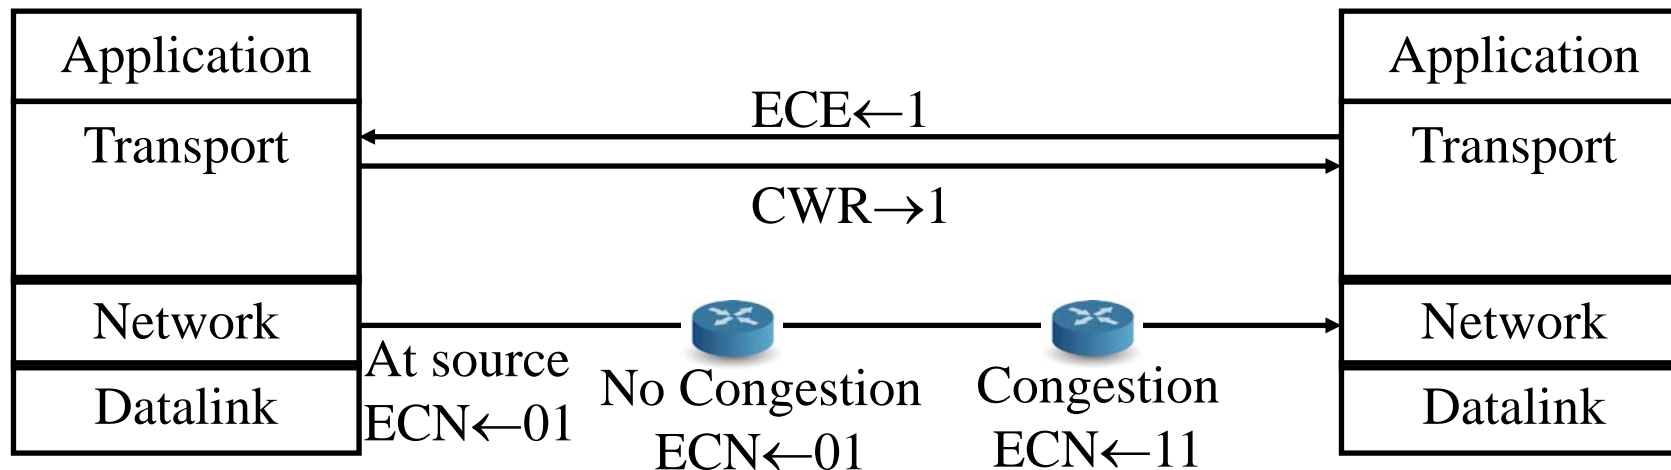 Application
Transport
Network
Datalink
ECE←1
CWR→1
At source
ECN←01
No Congestion
ECN←01
Congestion
ECN←11
Application
Transport
Network
Datalink